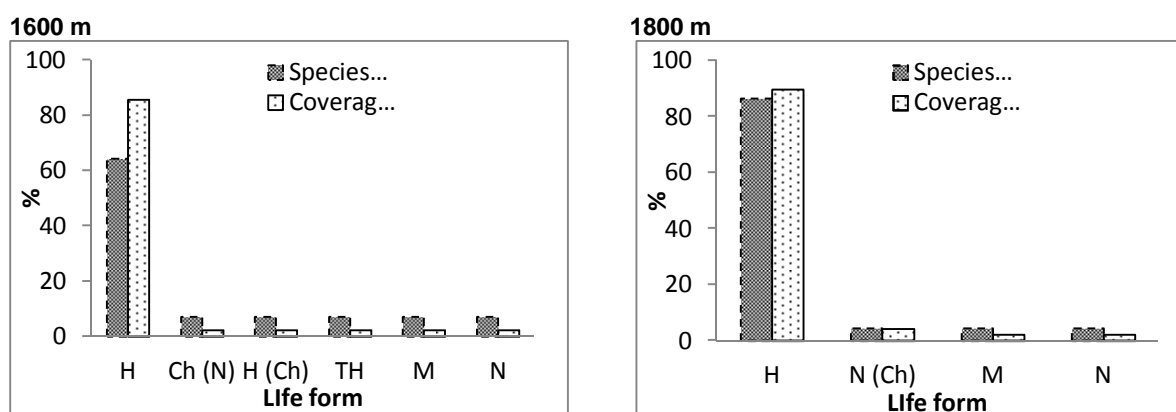 1600 m
100
80
60
40
20
0
%
Species...
Coverag...
H Ch (N) H (Ch) TH M N
LIfe form
1800 m
100
80
60
40
20
0
%
Species...
Coverag...
H N (Ch) M N
LIfe form